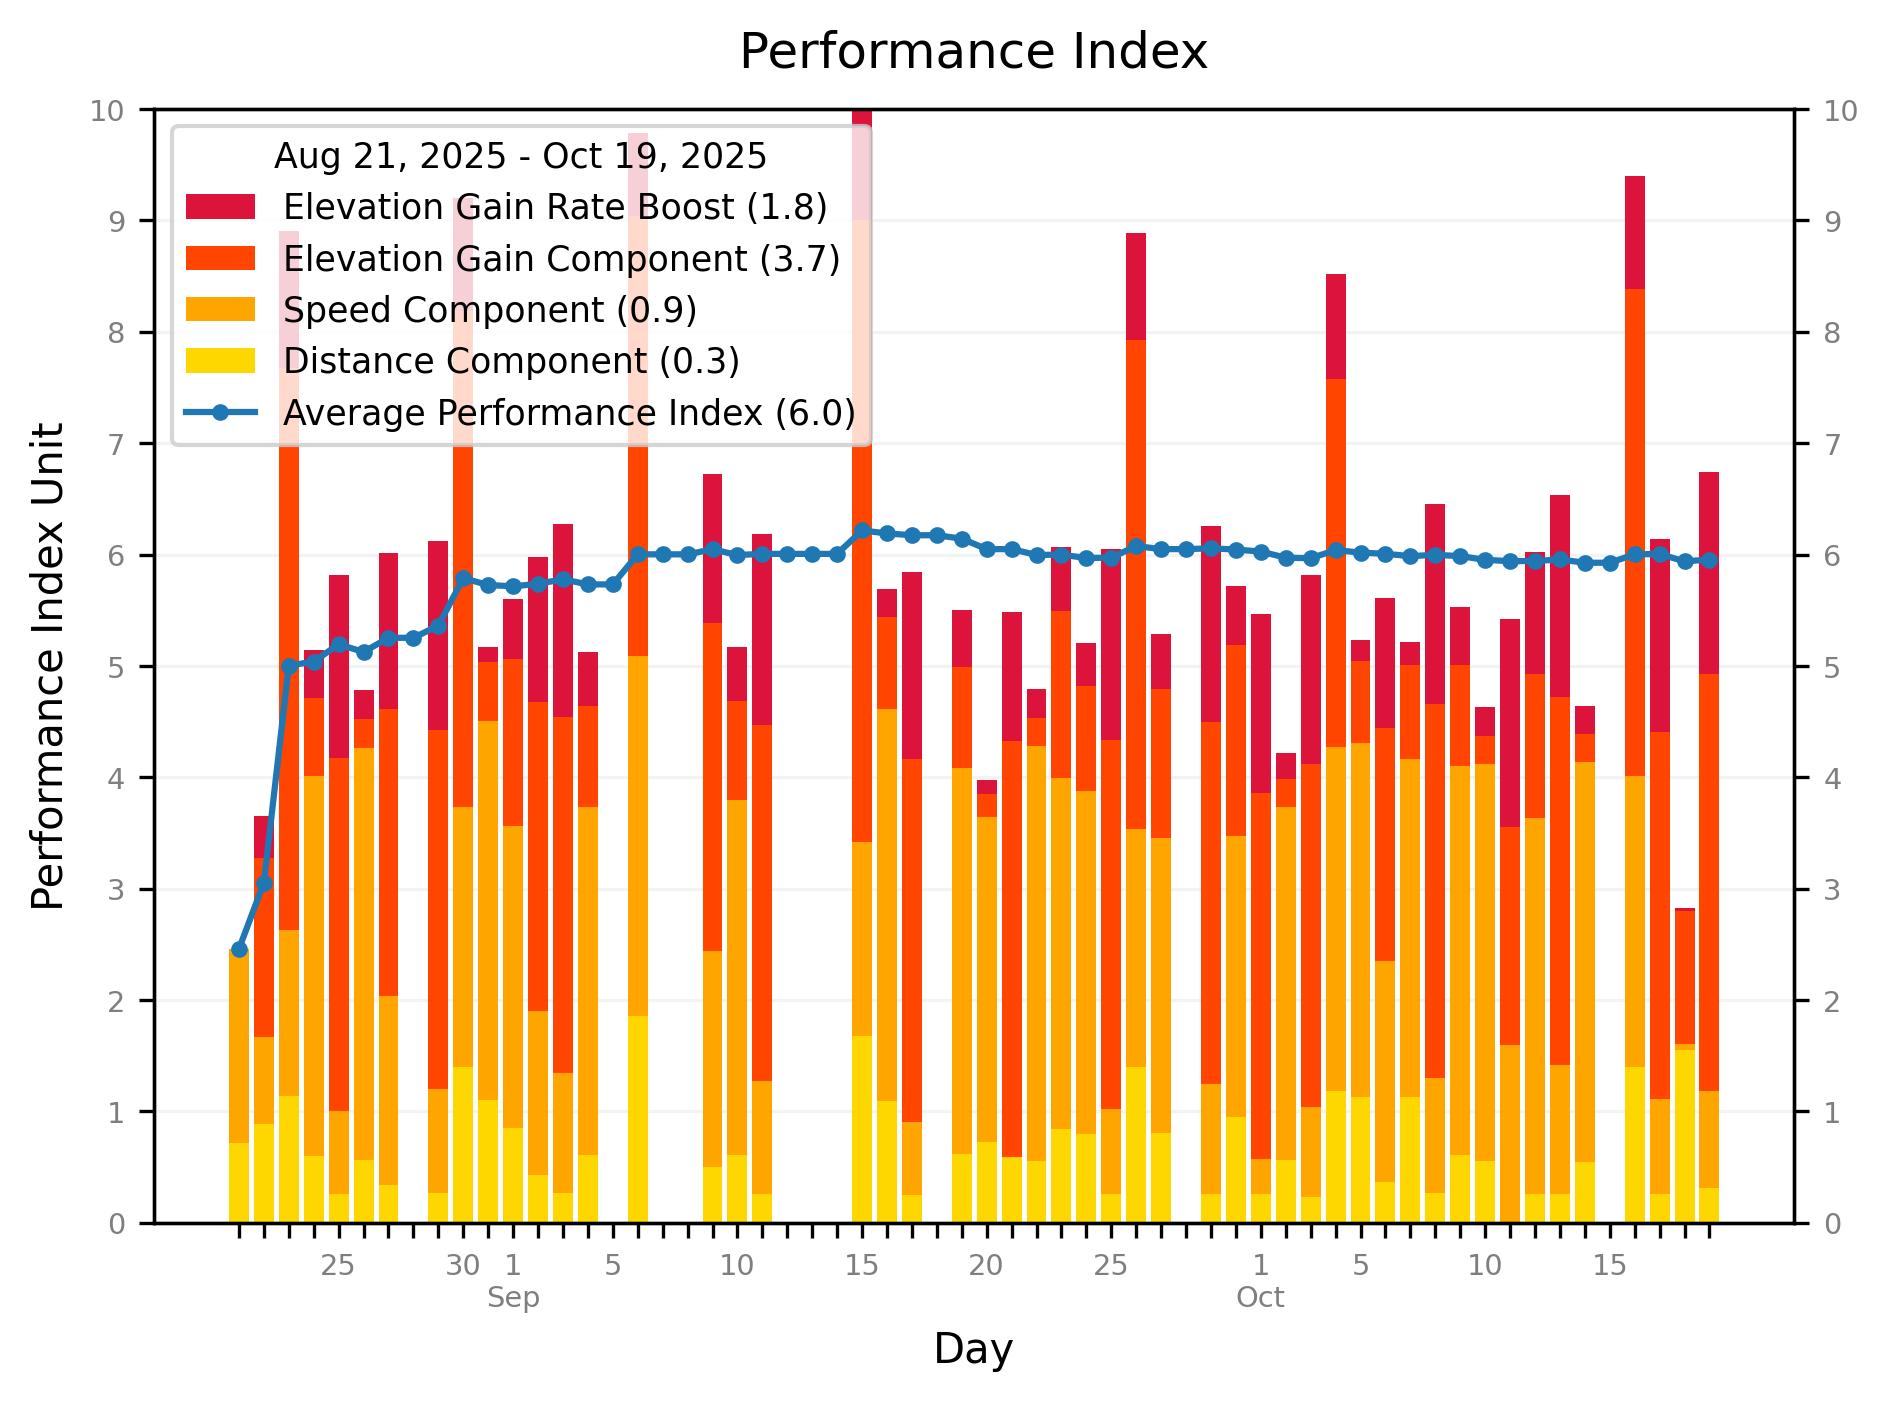 Performance Index
Aug 21, 2025 - Oct 19, 2025
Elevation Gain Rate Boost (1.8)
Elevation Gain Component (3.7)
Speed Component (0.9)
Distance Component (0.3)
Average Performance Index (6.0)
Performance Index Unit
10 10
9 9
8 8
7 7
6 6
5 5
4 4
3 3
2 2
1 1
0 0
25 30 1 5 10 15 20 25 1 5 10 15
Sep Oct
Day